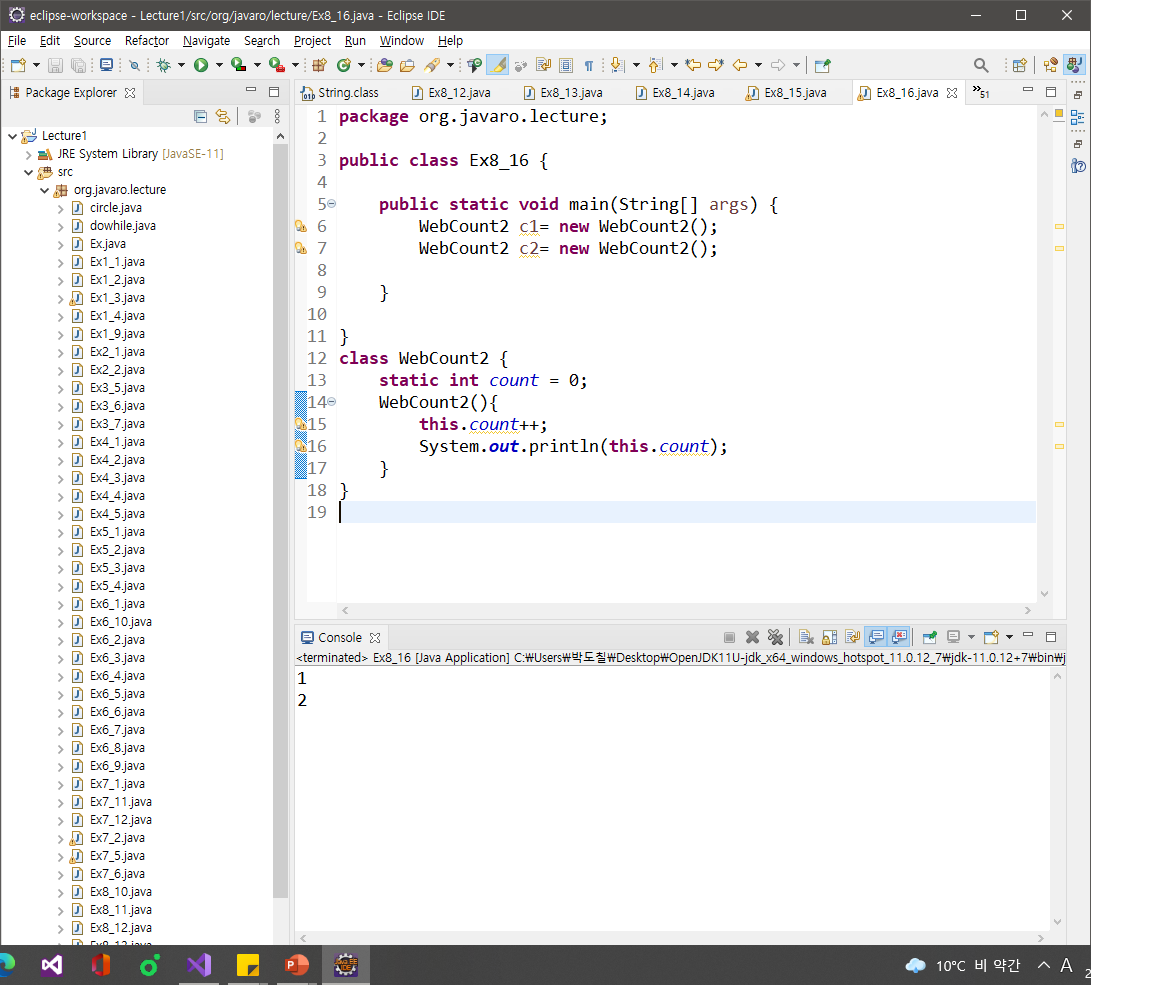 eclipse-workspace - Lecture1/src/org/javaro/lecture/Ex8_16.java - Eclipse IDE
File Edit Source Refactor Navigate Search Project Run Window Help
Package Explorer
Lecture1
JRE System Library [JavaSE-11]
src
org.javaro.lecture
circle.java
dowhile.java
Ex.java
Ex1_1.java
Ex1_2.java
Ex1_3.java
Ex1_4.java
Ex1_9.java
Ex2_1.java
Ex2_2.java
Ex3_5.java
Ex3_6.java
Ex3_7.java
Ex4_1.java
Ex4_2.java
Ex4_3.java
Ex4_4.java
Ex4_5.java
Ex5_1.java
Ex5_2.java
Ex5_3.java
Ex5_4.java
Ex6_1.java
Ex6_10.java
Ex6_2.java
Ex6_3.java
Ex6_4.java
Ex6_5.java
Ex6_6.java
Ex6_7.java
Ex6_8.java
Ex6_9.java
Ex7_1.java
Ex7_11.java
Ex7_12.java
Ex7_2.java
Ex7_5.java
Ex7_6.java
Ex8_10.java
Ex8_11.java
Ex8_12.java
String.class Ex8_12.java Ex8_13.java Ex8_14.java Ex8_15.java Ex8_16.java »51
1 package org.javaro.lecture;
2
3 public class Ex8_16 {
4
5 public static void main(String[] args) {
6 WebCount2 c1= new WebCount2();
7 WebCount2 c2= new WebCount2();
8
9 }
10
11 }
12 class WebCount2 {
13 static int count = 0;
14 WebCount2(){
15 this.count++;
16 System.out.println(this.count);
17 }
18 }
19
Console
<terminated> Ex8_16 [Java Application] C:₩Users₩박도칠₩Desktop₩OpenJDK11U-jdk_x64_windows_hotspot_11.0.12_7₩jdk-11.0.12+7₩bin₩j
1
2
10°C 비 약간 A 2